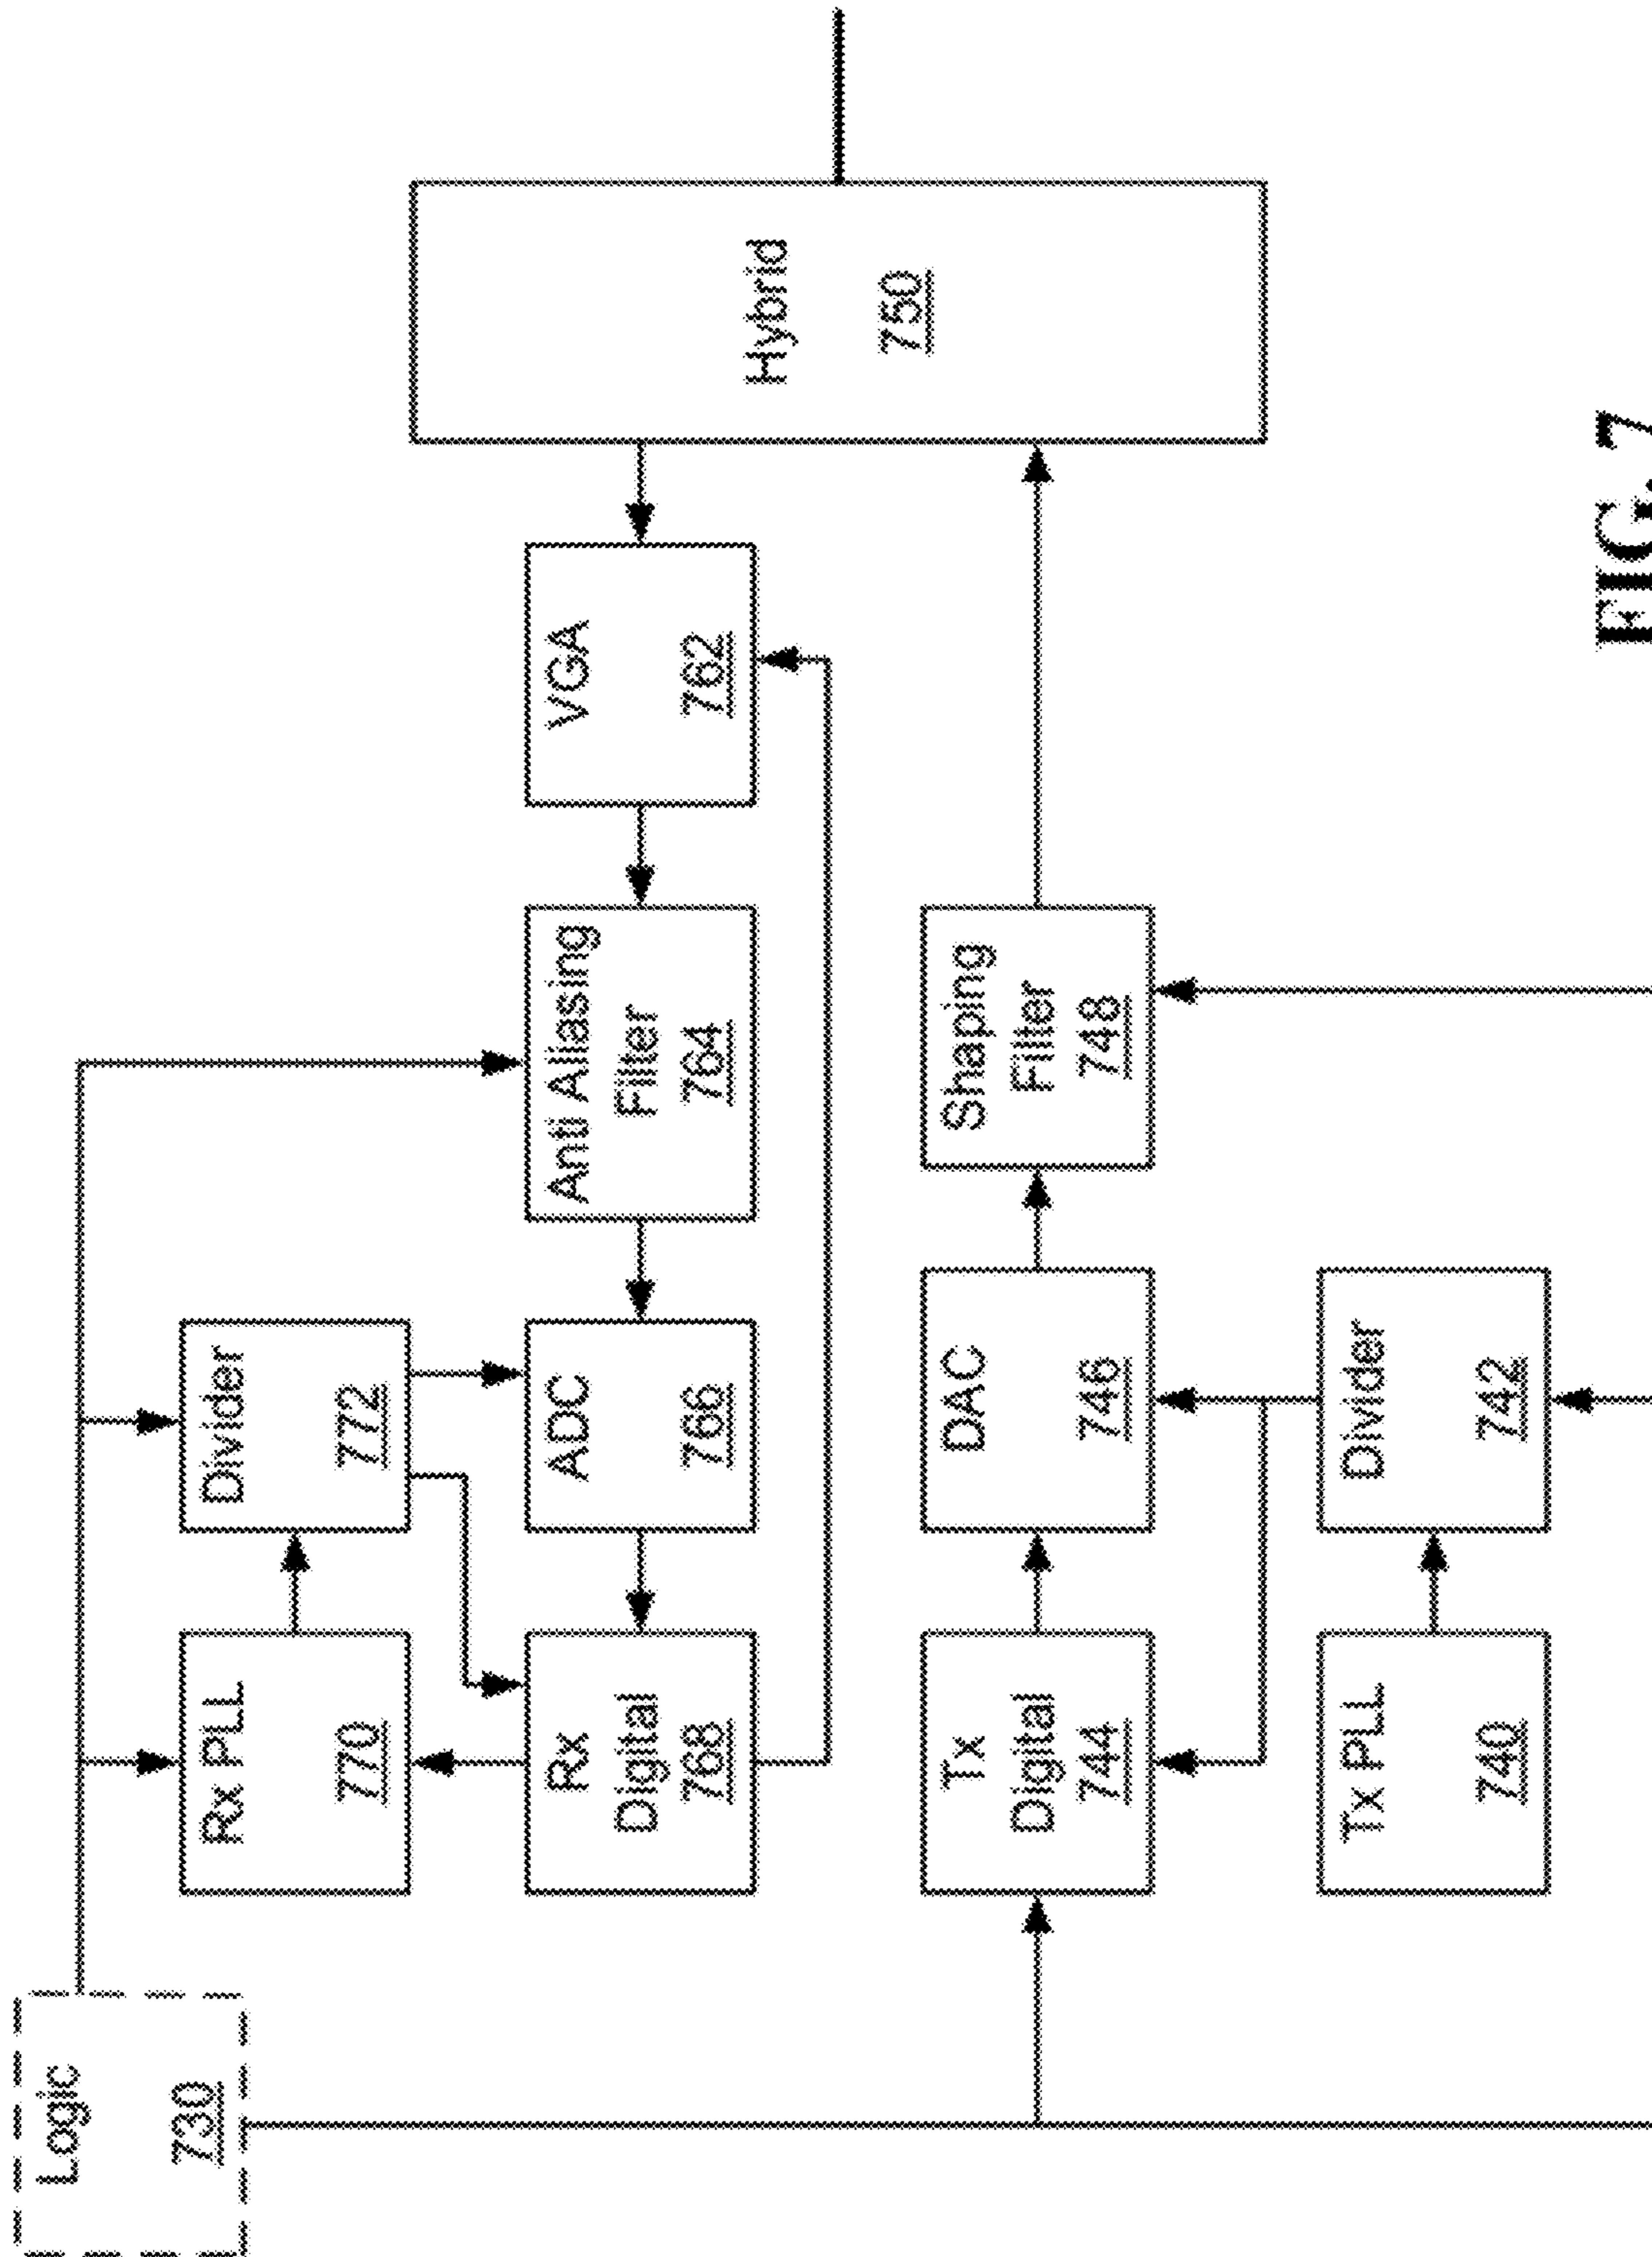 Logic
730
Rx PLL
770
Divider
772
Rx
Digital
768
ADC
766
Anti Aliasing
Filter
764
VGA
762
Hybrid
750
Tx
Digital
744
DAC
746
Shaping
Filter
748
Tx PLL
740
Divider
742
FIG. 7